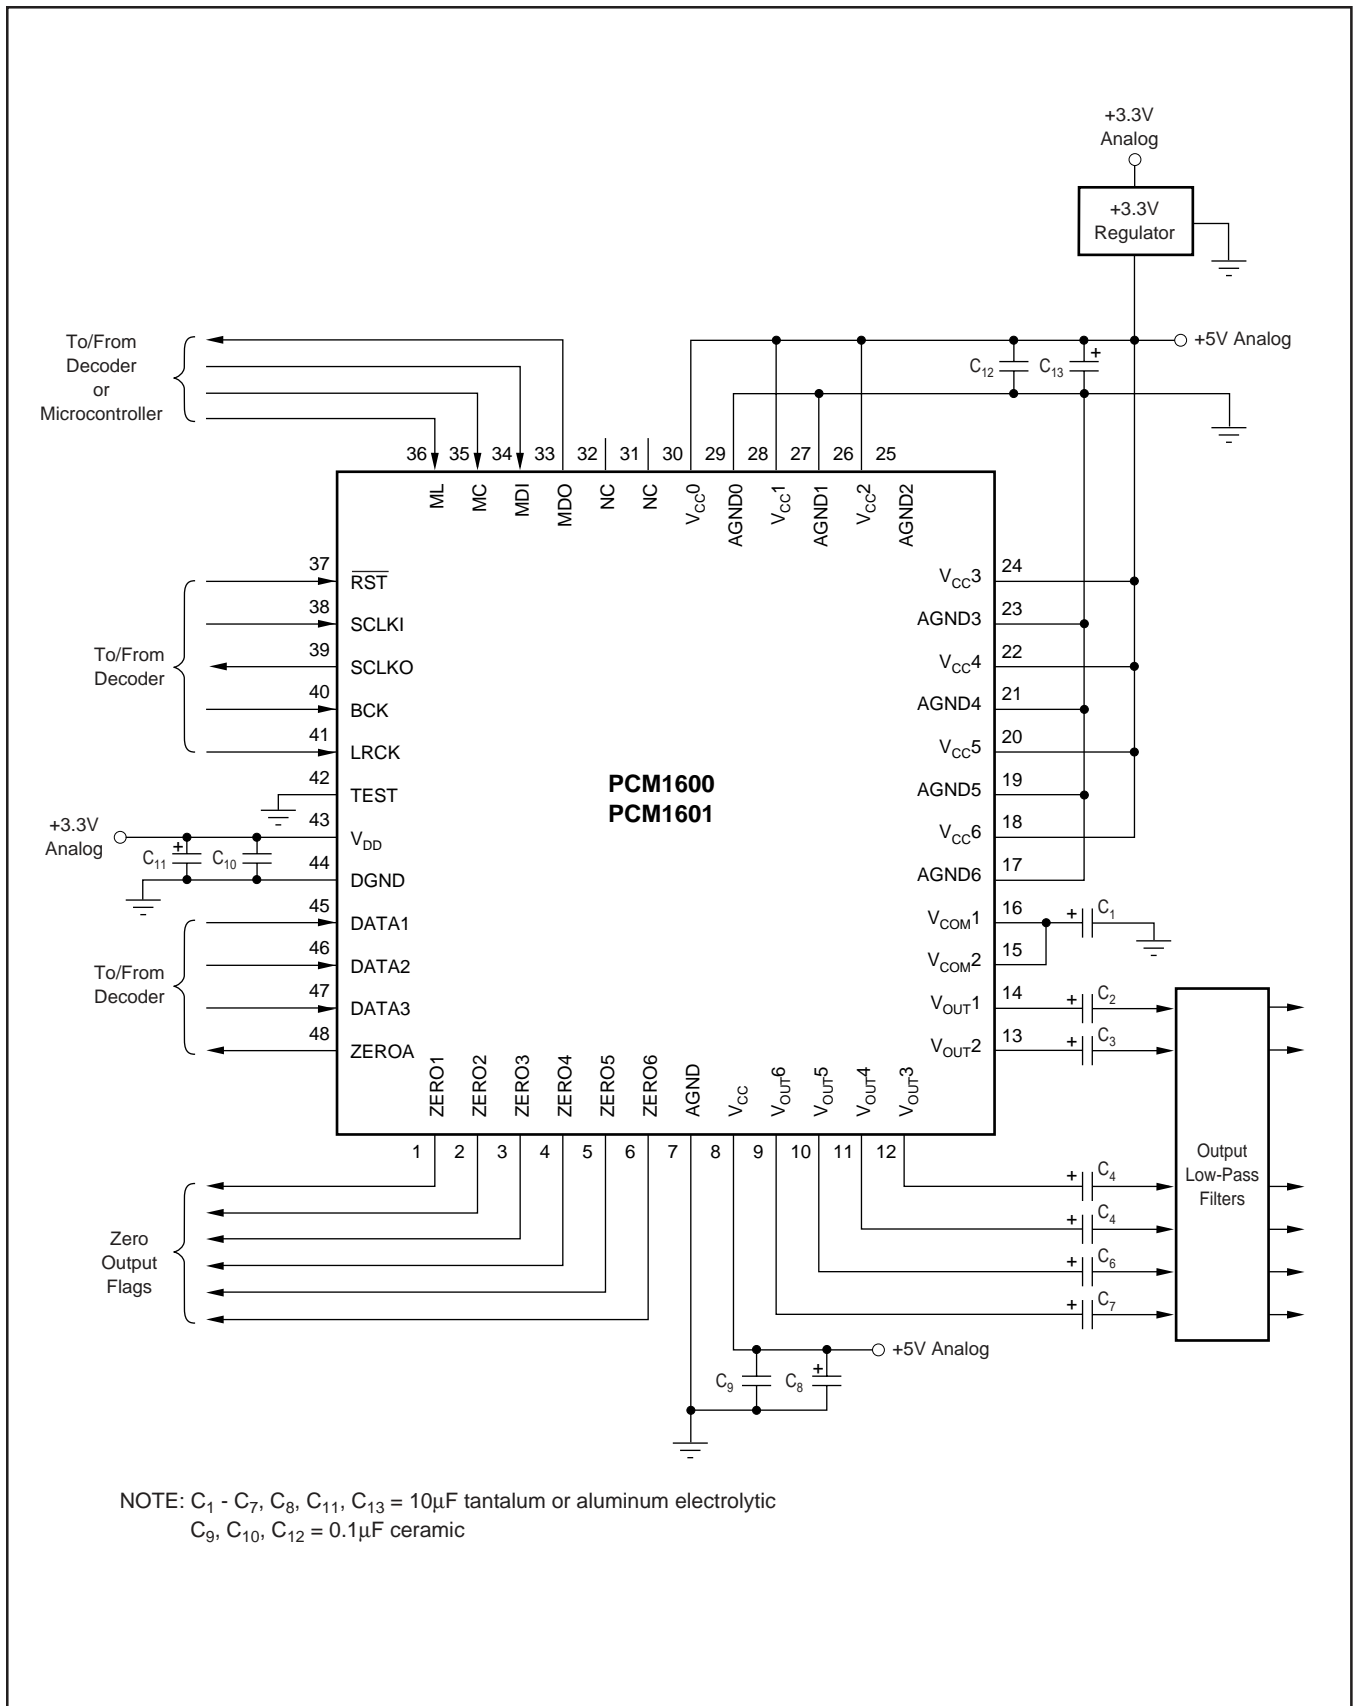 +3.3V
Analog
+3.3V
Regulator
+5V Analog
C12
C13
To/From
Decoder
or
Microcontroller
36
35
34
33
32
31
30
29
28
27
26
25
ML
MC
MDI
MDO
NC
NC
VCC0
AGND0
VCC1
AGND1
VCC2
AGND2
To/From
Decoder
37
RST
38
SCLKI
39
SCLKO
40
BCK
41
LRCK
42
TEST
+3.3V
Analog
C11
C10
43
VDD
44
DGND
To/From
Decoder
45
DATA1
46
DATA2
47
DATA3
48
ZEROA
PCM1600
PCM1601
VCC3
24
AGND3
23
VCC4
22
AGND4
21
VCC5
20
AGND5
19
VCC6
18
AGND6
17
VCOM1
16
+
C1
VCOM2
15
VOUT1
14
+
C2
VOUT2
13
+
C3
ZERO1
ZERO2
ZERO3
ZERO4
ZERO5
ZERO6
AGND
VCC
VOUT6
VOUT5
VOUT4
VOUT3
1
2
3
4
5
6
7
8
9
10
11
12
Zero
Output
Flags
+
C4
+
C4
+
C6
+
C7
Output
Low-Pass
Filters
+5V Analog
C9
C8
+
NOTE: C1 - C7, C8, C11, C13 = 10μF tantalum or aluminum electrolytic
C9, C10, C12 = 0.1μF ceramic